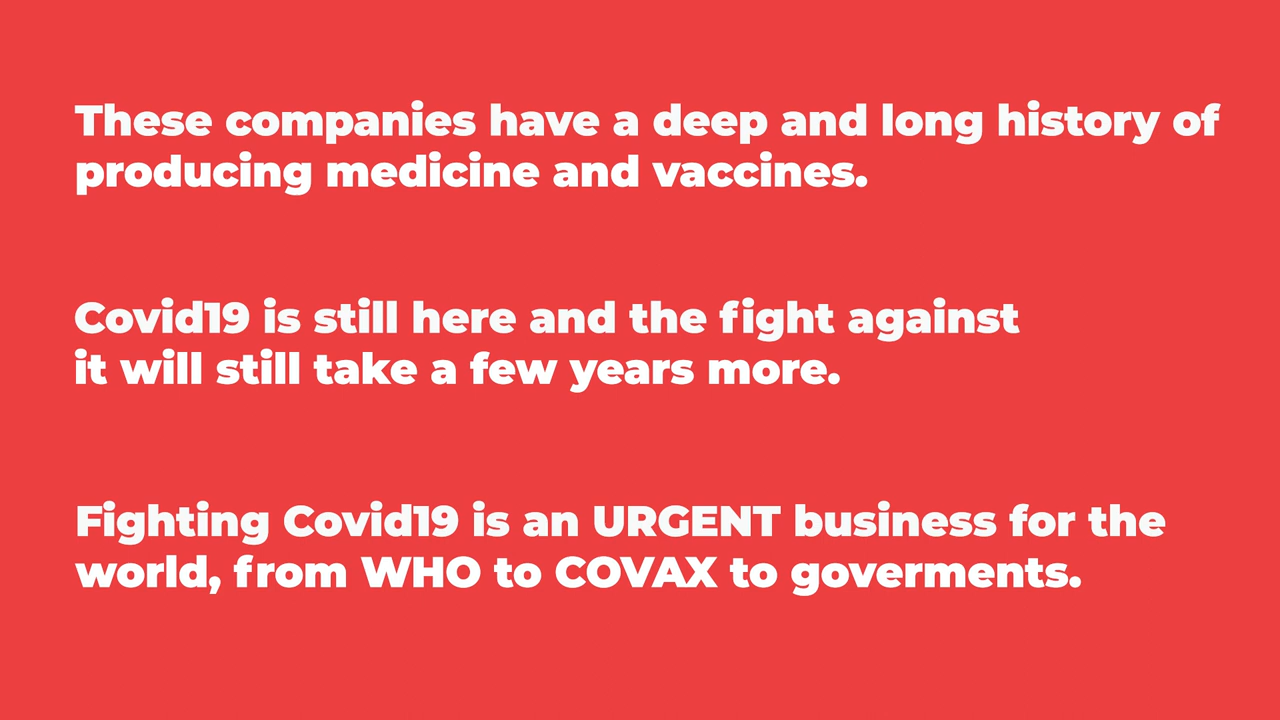 These companies have a deep and long history of
producing medicine and vaccines.
Covid19 is still here and the fight against
it will still take a few years more.
Fighting Covid19 is an URGENT business for the
world, from WHO to COVAX to goverments.